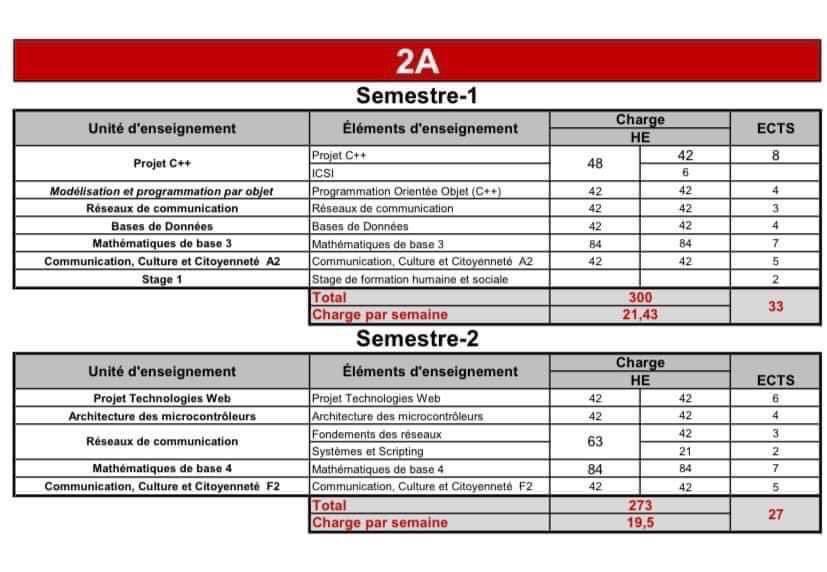 2A
Semestre-1
Unité d'enseignement Éléments d'enseignement Charge HE ECTS
Projet C++ Projet C++ 48 42 8
ICSI 6
Modélisation et programmation par objet Programmation Orientée Objet (C++) 42 42 4
Réseaux de communication Réseaux de communication 42 42 3
Bases de Données Bases de Données 42 42 4
Mathématiques de base 3 Mathématiques de base 3 84 84 7
Communication, Culture et Citoyenneté A2 Communication, Culture et Citoyenneté A2 42 42 5
Stage 1 Stage de formation humaine et sociale 2
Total 300 33
Charge par semaine 21,43
Semestre-2
Unité d'enseignement Éléments d'enseignement Charge HE ECTS
Projet Technologies Web Projet Technologies Web 42 42 6
Architecture des microcontrôleurs Architecture des microcontrôleurs 42 42 4
Réseaux de communication Fondements des réseaux 63 42 3
Systèmes et Scripting 21 2
Mathématiques de base 4 Mathématiques de base 4 84 84 7
Communication, Culture et Citoyenneté F2 Communication, Culture et Citoyenneté F2 42 42 5
Total 273 27
Charge par semaine 19,5